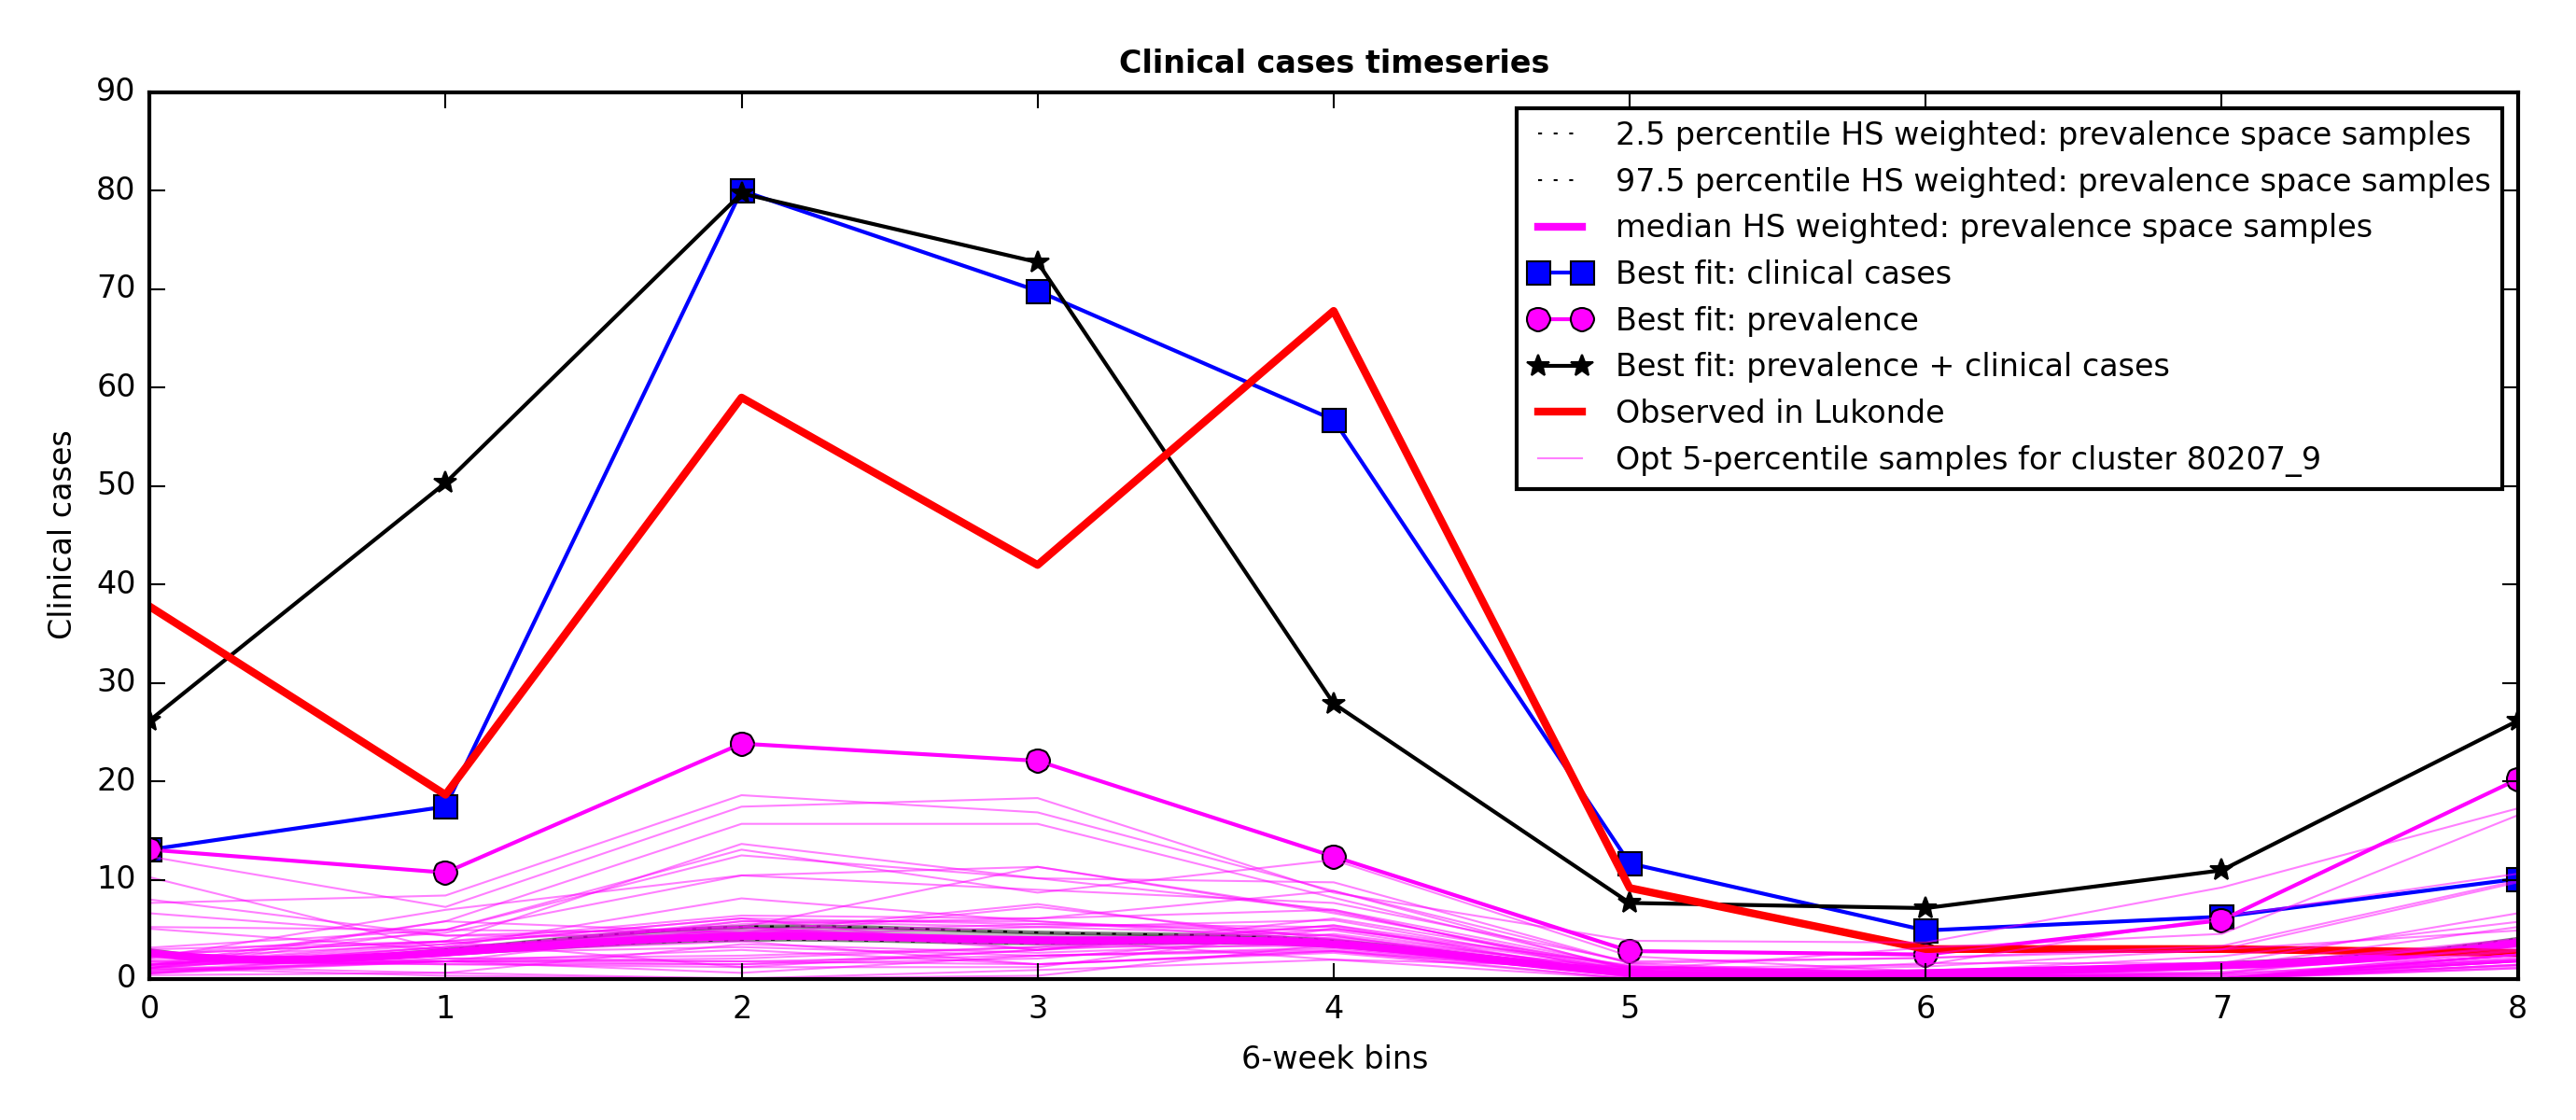 Clinical cases timeseries
90
80
70
60
50
40
30
20
10
0
Clinical cases
2.5 percentile HS weighted: prevalence space samples
97.5 percentile HS weighted: prevalence space samples
median HS weighted: prevalence space samples
Best fit: clinical cases
Best fit: prevalence
Best fit: prevalence + clinical cases
Observed in Lukonde
Opt 5-percentile samples for cluster 80207_9
0 1 2 3 4 5 6 7 8
6-week bins